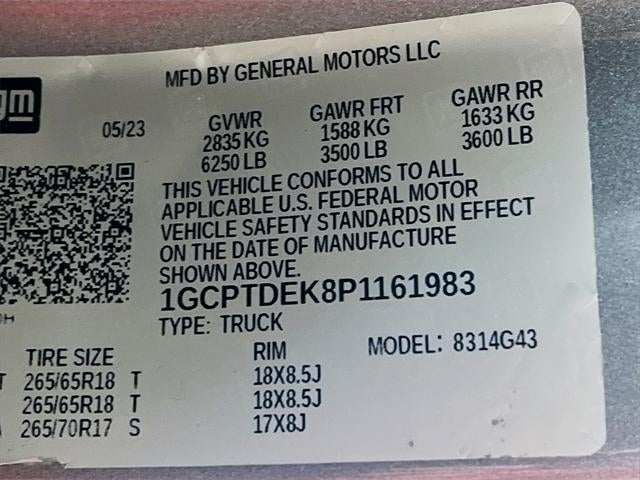 MFD BY GENERAL MOTORS LLC
gm
05/23
GVWR GAWR FRT GAWR RR
2835 KG 1588 KG 1633 KG
6250 LB 3500 LB 3600 LB
THIS VEHICLE CONFORMS TO ALL
APPLICABLE U.S. FEDERAL MOTOR
VEHICLE SAFETY STANDARDS IN EFFECT
ON THE DATE OF MANUFACTURE
SHOWN ABOVE.
1GCPTDEK8P1161983
TYPE: TRUCK
MODEL: 8314G43
TIRE SIZE RIM
265/65R18 T 18X8.5J
265/65R18 T 18X8.5J
265/70R17 S 17X8J